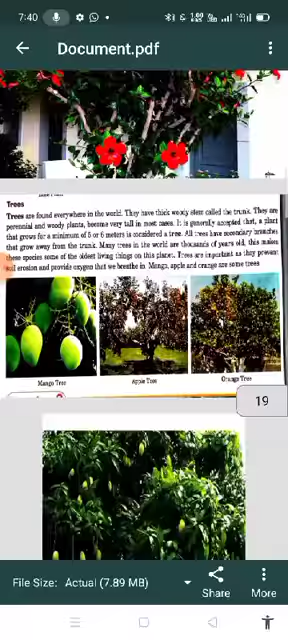 7:40
Document.pdf
Trees
Trees are found everywhere in the world. They have thick woody stem called the trunk. They are
perennial and woody plants, become very tall in most cases. It is generally accepted that, a plant
that grows for a minimum of 5 or 6 meters is considered a tree. All trees have secondary branches
that grow away from the trunk. Many trees in the world are thousands of years old, this makes
these species some of the oldest living things on this planet. Trees are important as they prevent
soil erosion and provide oxygen that we breathe in Mango, apple and orange are some trees
Mango Tree
Apple Tree
Orange Tree
19
File Size:
Actual (7.89 MB)
Share
More